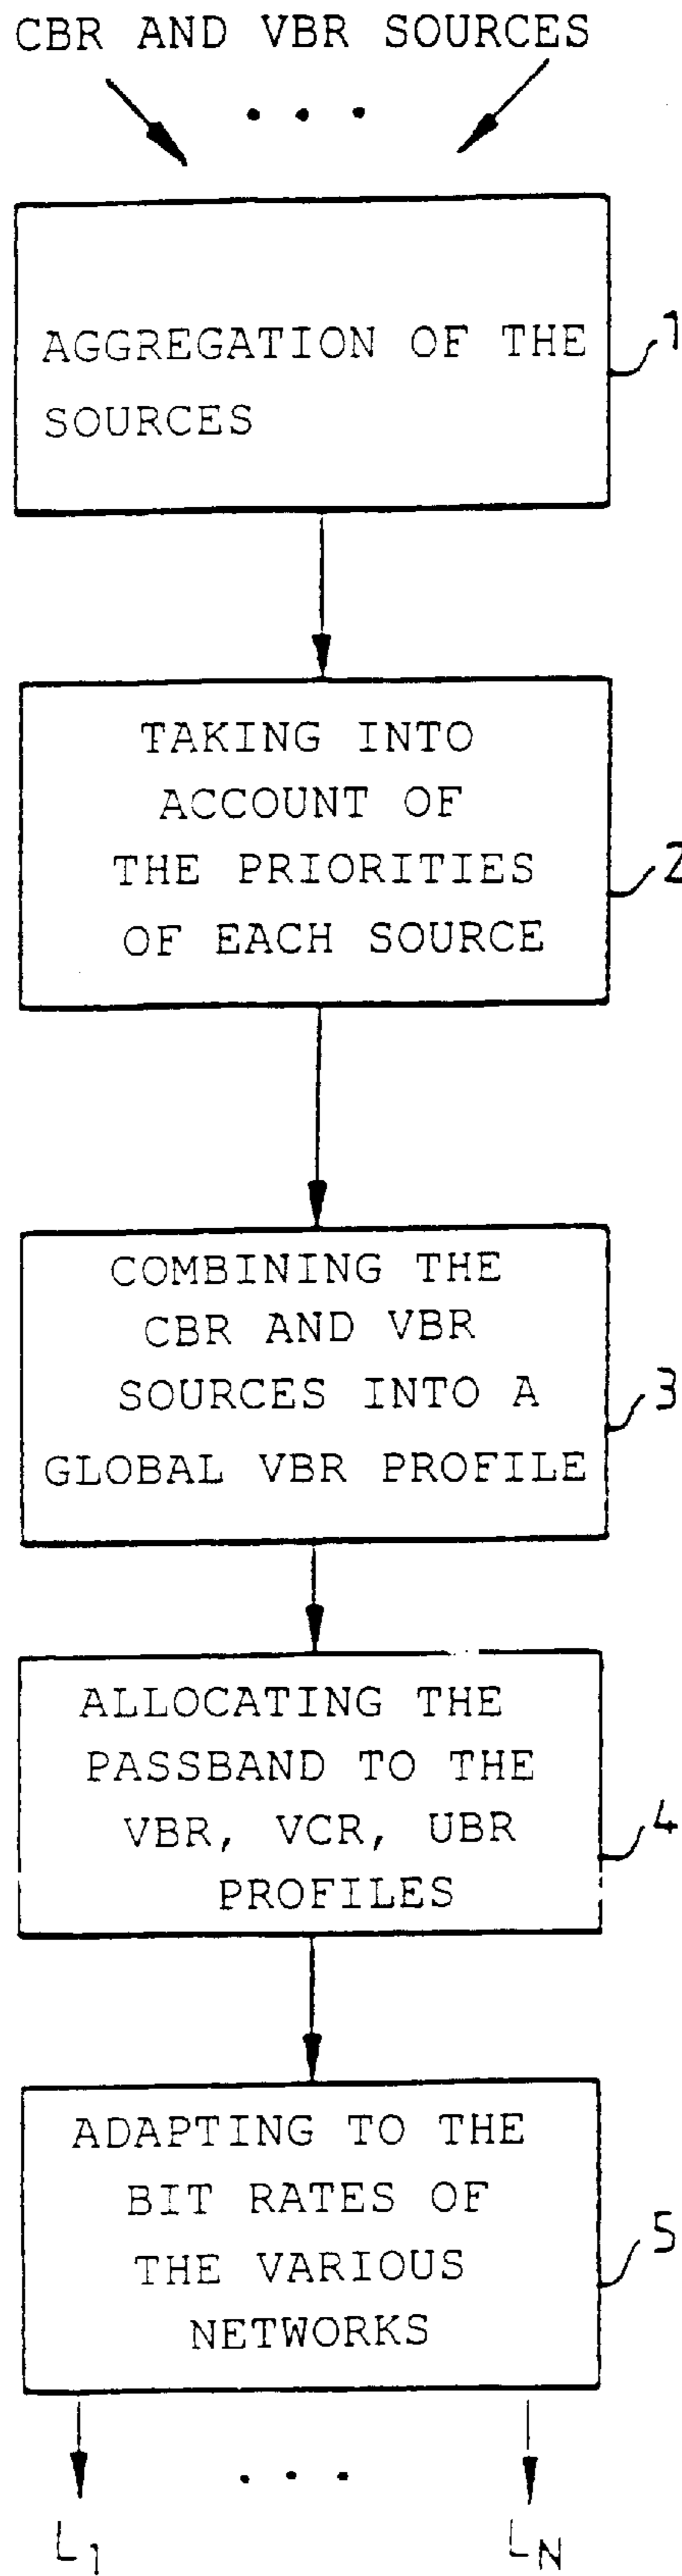 CBR AND VBR SOURCES
. . .
AGGREGATION OF THE
SOURCES
1
TAKING INTO
ACCOUNT OF
THE PRIORITIES
OF EACH SOURCE
2
COMBINING THE
CBR AND VBR
SOURCES INTO A
GLOBAL VBR PROFILE
3
ALLOCATING THE
PASSBAND TO THE
VBR, VCR, UBR
PROFILES
4
ADAPTING TO THE
BIT RATES OF
THE VARIOUS
NETWORKS
5
. . .
L1 LN